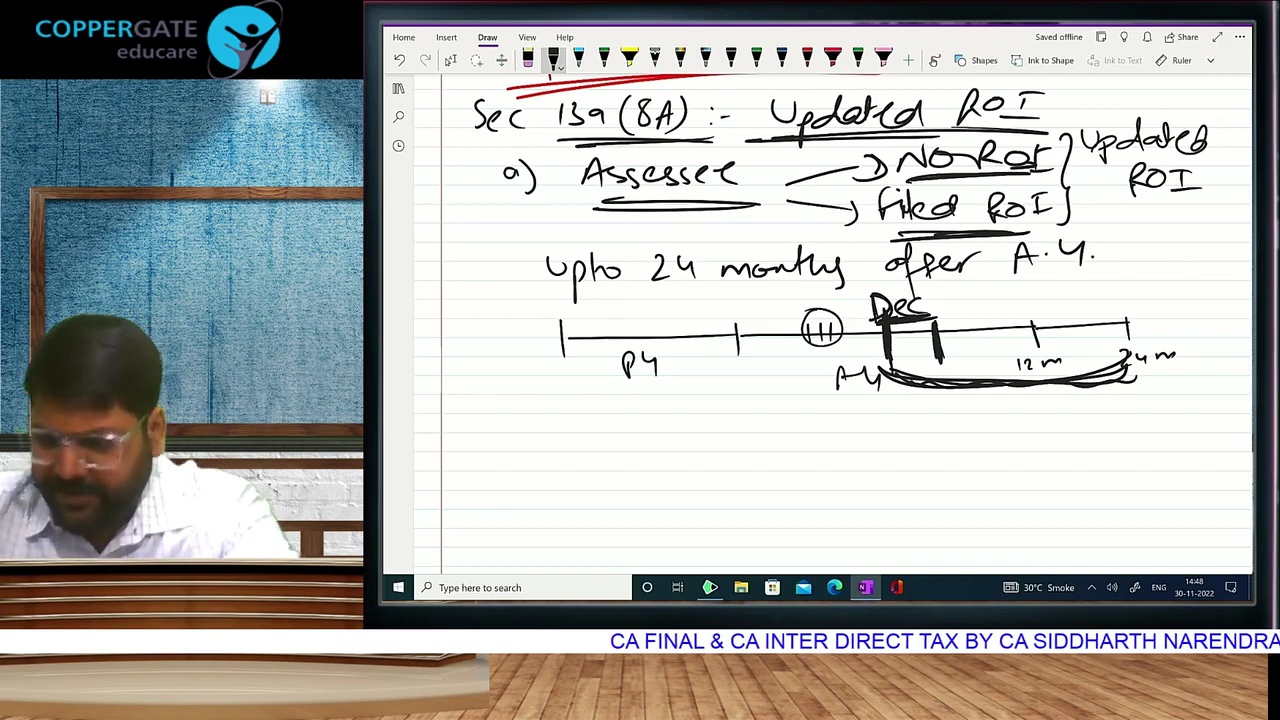 COPPERGATE
educare
Home Insert Draw View Help
Saved offline
Share
Shapes
Ink to Shape
Ink to Text
Ruler
Sec 139(8A) :- Updated ROI
a) Assessee
No ROI
Filed ROI
Updated
ROI
upto 24 months after A.Y.
Dec
PY
AY
12 m
24 m
Type here to search
30°C Smoke
ENG
14:48
30-11-2022
CA FINAL & CA INTER DIRECT TAX BY CA SIDDHARTH NARENDRA